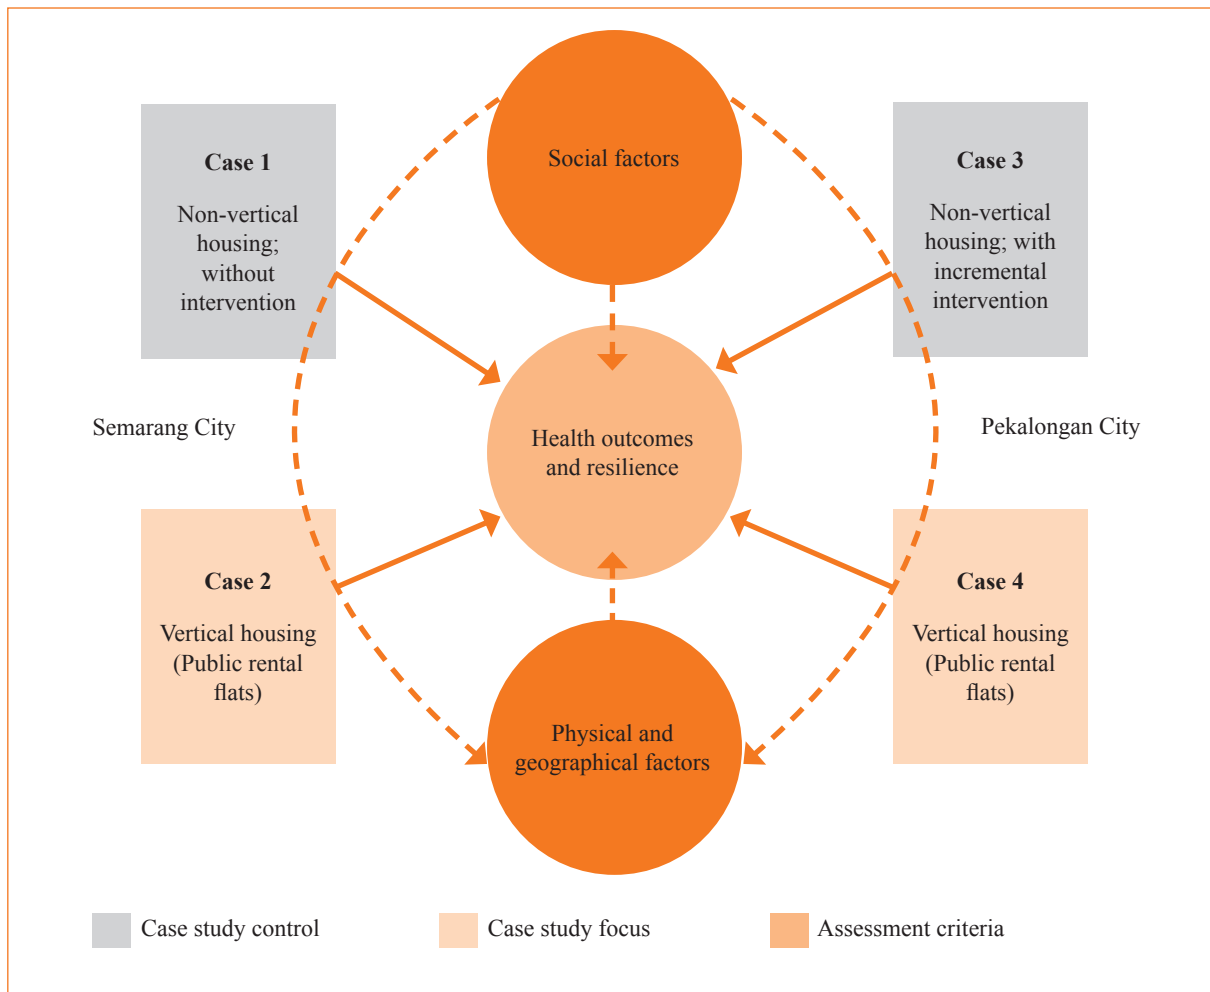 Social factors
Case 1
Non-vertical
housing;
without
intervention
Case 3
Non-vertical
housing; with
incremental
intervention
Semarang City
Health outcomes
and resilience
Pekalongan City
Case 2
Vertical housing
(Public rental
flats)
Case 4
Vertical housing
(Public rental
flats)
Physical and
geographical factors
Case study control
Case study focus
Assessment criteria